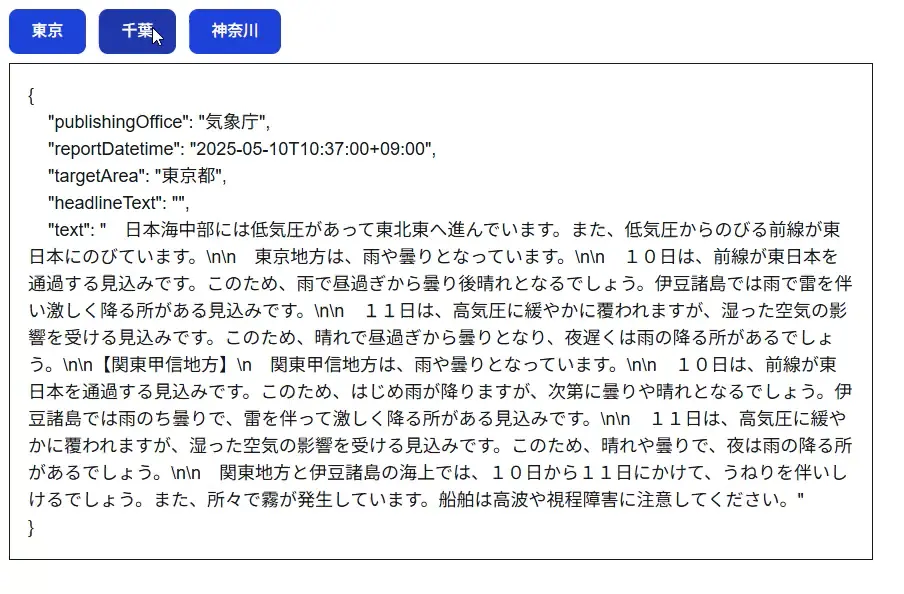 東京 千葉 神奈川
{
"publishingOffice": "気象庁",
"reportDatetime": "2025-05-10T10:37:00+09:00",
"targetArea": "東京都",
"headlineText": "",
"text": "　日本海中部には低気圧があって東北東へ進んでいます。また、低気圧からのびる前線が東
日本にのびています。\n\n　東京地方は、雨や曇りとなっています。\n\n　１０日は、前線が東日本を
通過する見込みです。このため、雨で昼過ぎから曇り後晴れとなるでしょう。伊豆諸島では雨で雷を伴
い激しく降る所がある見込みです。\n\n　１１日は、高気圧に緩やかに覆われますが、湿った空気の影
響を受ける見込みです。このため、晴れで昼過ぎから曇りとなり、夜遅くは雨の降る所があるでしょ
う。\n\n【関東甲信地方】\n　関東甲信地方は、雨や曇りとなっています。\n\n　１０日は、前線が東
日本を通過する見込みです。このため、はじめ雨が降りますが、次第に曇りや晴れとなるでしょう。伊
豆諸島では雨のち曇りで、雷を伴って激しく降る所がある見込みです。\n\n　１１日は、高気圧に緩や
かに覆われますが、湿った空気の影響を受ける見込みです。このため、晴れや曇りで、夜は雨の降る所
があるでしょう。\n\n　関東地方と伊豆諸島の海上では、１０日から１１日にかけて、うねりを伴いし
けるでしょう。また、所々で霧が発生しています。船舶は高波や視程障害に注意してください。"
}